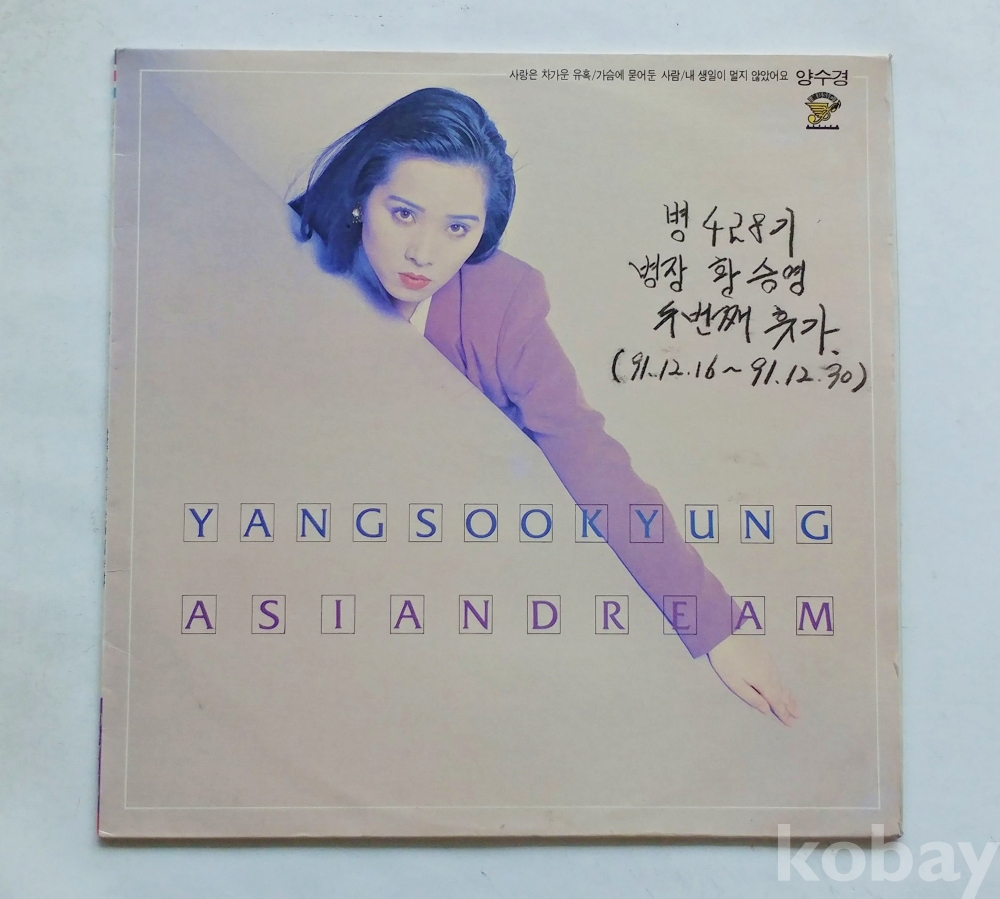 사랑은 차가운 유혹/가슴에 묻어둔 사람/내 생일이 멀지 않았어요 양수경
MUSIC
병 428기
병장 황승영
두번째 휴가.
(91.12.16~91.12.30)
YANGSOOKYUNG
ASIANDREAM
kobay